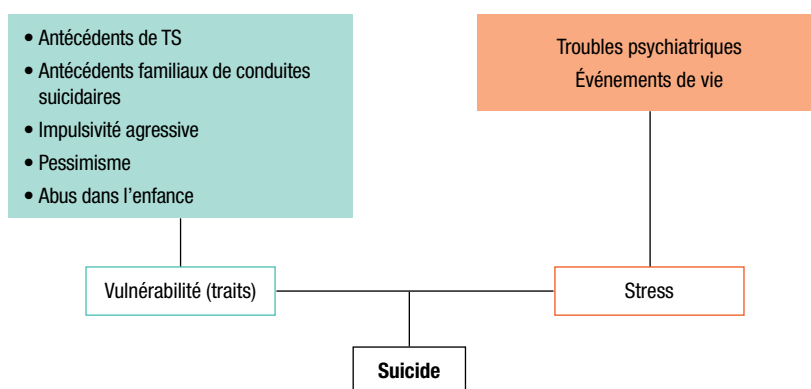 • Antécédents de TS
• Antécédents familiaux de conduites
suicidaires
• Impulsivité agressive
• Pessimisme
• Abus dans l'enfance
Troubles psychiatriques
Événements de vie
Vulnérabilité (traits)
Stress
Suicide